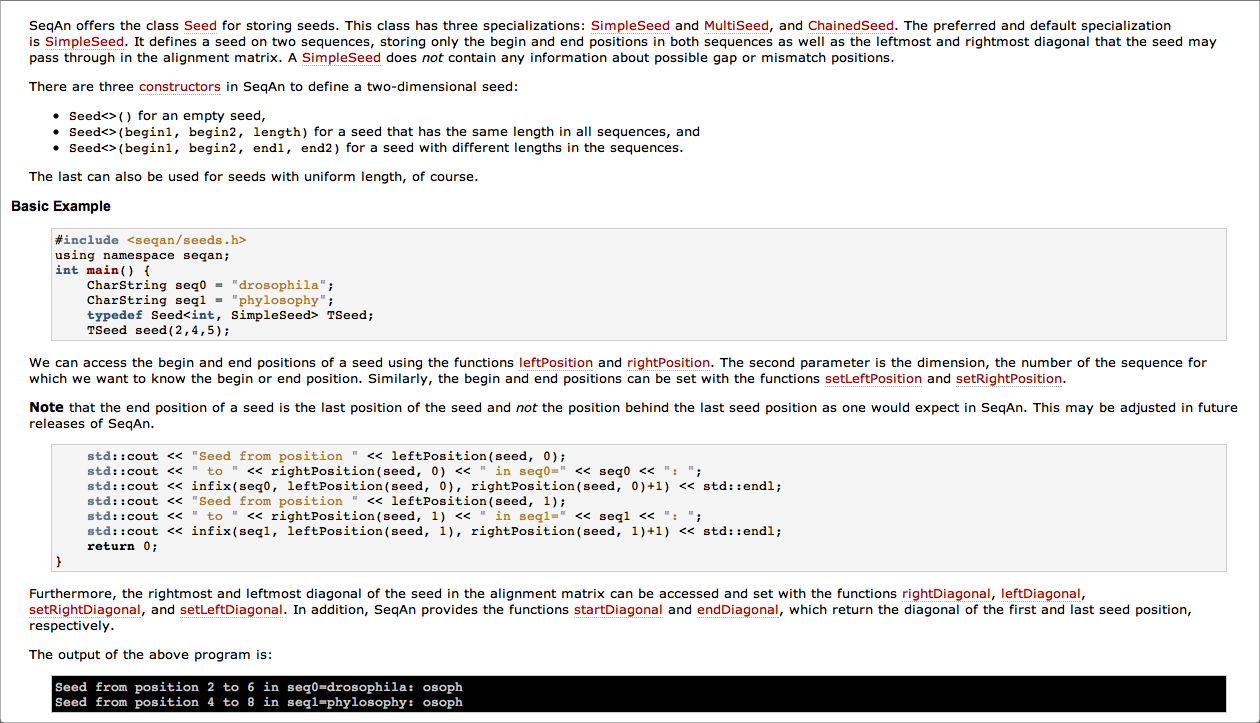 SeqAn offers the class Seed for storing seeds. This class has three specializations: SimpleSeed and MultiSeed, and ChainedSeed. The preferred and default specialization
is SimpleSeed. It defines a seed on two sequences, storing only the begin and end positions in both sequences as well as the leftmost and rightmost diagonal that the seed may
pass through in the alignment matrix. A SimpleSeed does not contain any information about possible gap or mismatch positions.
There are three constructors in SeqAn to define a two-dimensional seed:
• Seed<>() for an empty seed,
• Seed<>(begin1, begin2, length) for a seed that has the same length in all sequences, and
• Seed<>(begin1, begin2, end1, end2) for a seed with different lengths in the sequences.
The last can also be used for seeds with uniform length, of course.
Basic Example
#include <seqan/seeds.h>
using namespace seqan;
int main() {
    CharString seq0 = "drosophila";
    CharString seq1 = "phylosophy";
    typedef Seed<int, SimpleSeed> TSeed;
    TSeed seed(2,4,5);
We can access the begin and end positions of a seed using the functions leftPosition and rightPosition. The second parameter is the dimension, the number of the sequence for
which we want to know the begin or end position. Similarly, the begin and end positions can be set with the functions setLeftPosition and setRightPosition.
Note that the end position of a seed is the last position of the seed and not the position behind the last seed position as one would expect in SeqAn. This may be adjusted in future
releases of SeqAn.
    std::cout << "Seed from position " << leftPosition(seed, 0);
    std::cout << " to " << rightPosition(seed, 0) << " in seq0=" << seq0 << ": ";
    std::cout << infix(seq0, leftPosition(seed, 0), rightPosition(seed, 0)+1) << std::endl;
    std::cout << "Seed from position " << leftPosition(seed, 1);
    std::cout << " to " << rightPosition(seed, 1) << " in seq1=" << seq1 << ": ";
    std::cout << infix(seq1, leftPosition(seed, 1), rightPosition(seed, 1)+1) << std::endl;
    return 0;
}
Furthermore, the rightmost and leftmost diagonal of the seed in the alignment matrix can be accessed and set with the functions rightDiagonal, leftDiagonal,
setRightDiagonal, and setLeftDiagonal. In addition, SeqAn provides the functions startDiagonal and endDiagonal, which return the diagonal of the first and last seed position,
respectively.
The output of the above program is:
Seed from position 2 to 6 in seq0=drosophila: osoph
Seed from position 4 to 8 in seq1=phylosophy: osoph